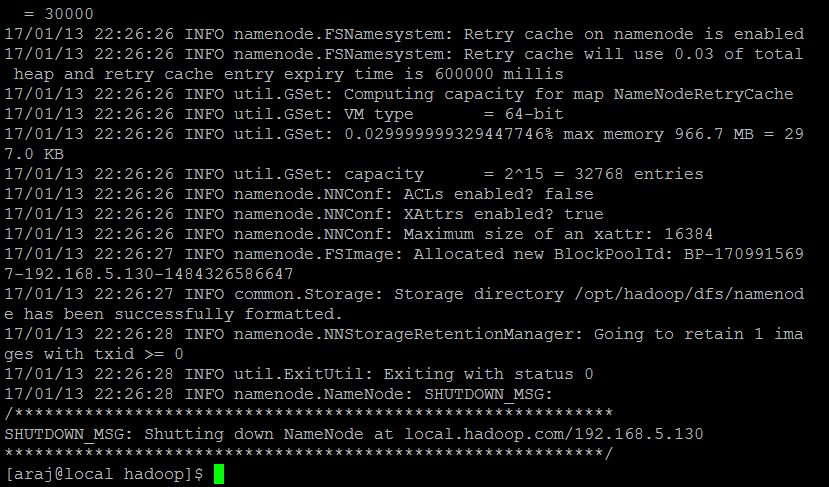 = 30000
17/01/13 22:26:26 INFO namenode.FSNamesystem: Retry cache on namenode is enabled
17/01/13 22:26:26 INFO namenode.FSNamesystem: Retry cache will use 0.03 of total
 heap and retry cache entry expiry time is 600000 millis
17/01/13 22:26:26 INFO util.GSet: Computing capacity for map NameNodeRetryCache
17/01/13 22:26:26 INFO util.GSet: VM type       = 64-bit
17/01/13 22:26:26 INFO util.GSet: 0.029999999329447746% max memory 966.7 MB = 29
7.0 KB
17/01/13 22:26:26 INFO util.GSet: capacity      = 2^15 = 32768 entries
17/01/13 22:26:26 INFO namenode.NNConf: ACLs enabled? false
17/01/13 22:26:26 INFO namenode.NNConf: XAttrs enabled? true
17/01/13 22:26:26 INFO namenode.NNConf: Maximum size of an xattr: 16384
17/01/13 22:26:27 INFO namenode.FSImage: Allocated new BlockPoolId: BP-170991569
7-192.168.5.130-1484326586647
17/01/13 22:26:27 INFO common.Storage: Storage directory /opt/hadoop/dfs/namenod
e has been successfully formatted.
17/01/13 22:26:28 INFO namenode.NNStorageRetentionManager: Going to retain 1 ima
ges with txid >= 0
17/01/13 22:26:28 INFO util.ExitUtil: Exiting with status 0
17/01/13 22:26:28 INFO namenode.NameNode: SHUTDOWN_MSG:
/************************************************************
SHUTDOWN_MSG: Shutting down NameNode at local.hadoop.com/192.168.5.130
************************************************************/
[araj@local hadoop]$